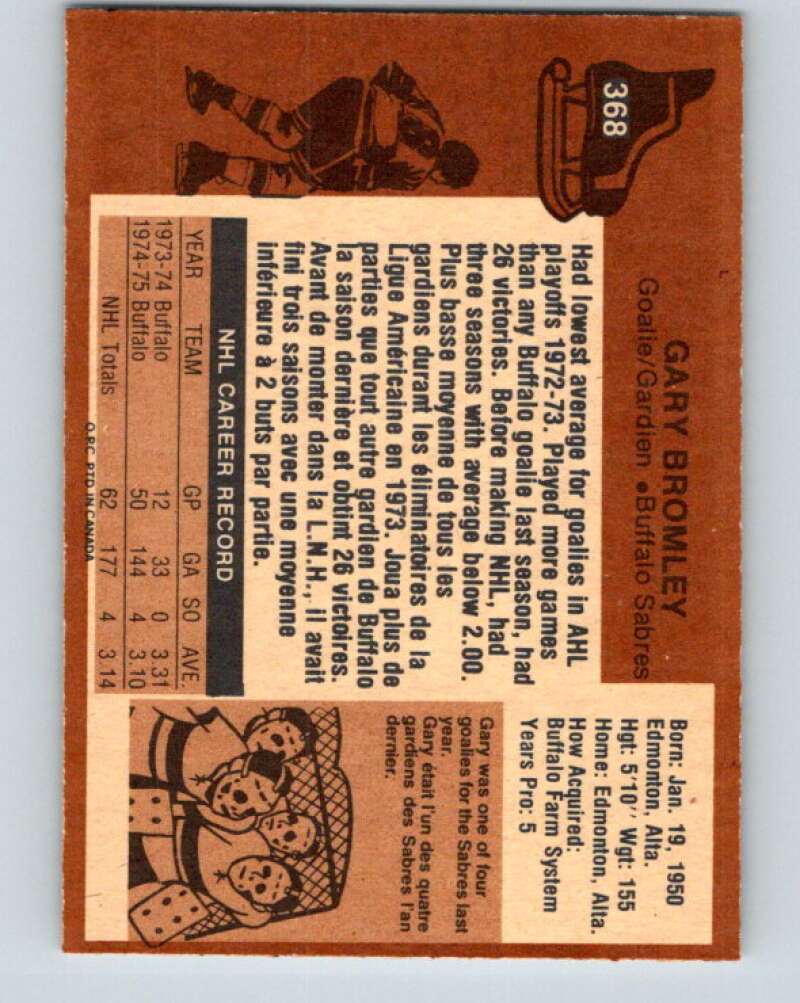 368
GARY BROMLEY
Goalie/Gardien • Buffalo Sabres
Had lowest average for goalies in AHL
playoffs 1972-73. Played more games
than any Buffalo goalie last season, had
26 victories. Before making NHL, had
three seasons with average below 2.00.
Plus basse moyenne de tous les
gardiens durant les éliminatoires de la
Ligue Américaine en 1973. Joua plus de
parties que tout autre gardien de Buffalo
la saison dernière et obtint 26 victoires.
Avant de monter dans la L.N.H., il avait
fini trois saisons avec une moyenne
inférieure à 2 buts par partie.
NHL CAREER RECORD
YEAR TEAM GP GA SO AVE.
1973-74 Buffalo 12 33 0 3.31
1974-75 Buffalo 50 144 4 3.10
NHL Totals 62 177 4 3.14
O.P.C. PTD. IN CANADA
Born: Jan. 19, 1950
Edmonton, Alta.
Hgt: 5'10'' Wgt: 155
Home: Edmonton, Alta.
How Acquired:
Buffalo Farm System
Years Pro: 5
Gary was one of four
goalies for the Sabres last
year.
Gary était l'un des quatre
gardiens des Sabres l'an
dernier.